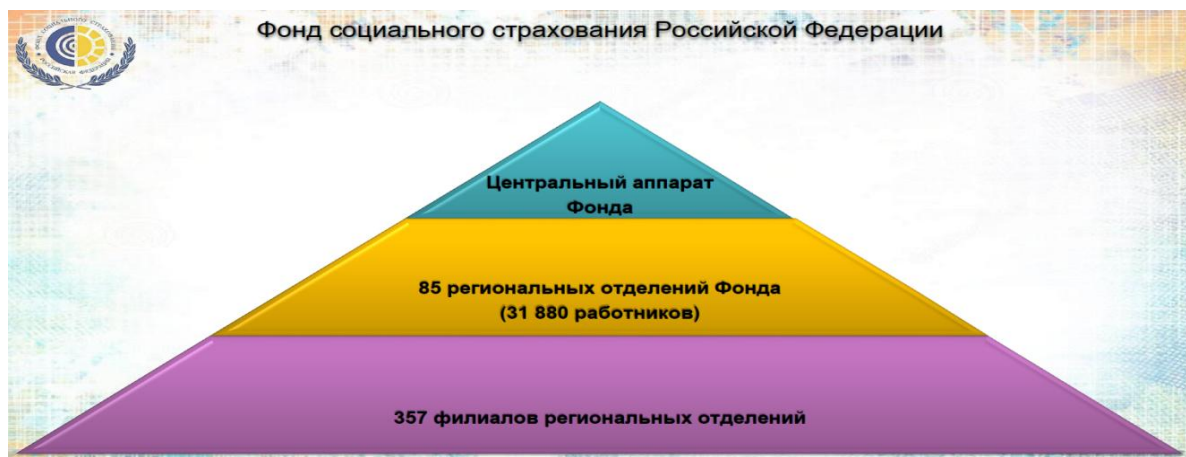 Фонд социального страхования Российской Федерации
Центральный аппарат
Фонда
85 региональных отделений Фонда
(31 880 работников)
357 филиалов региональных отделений